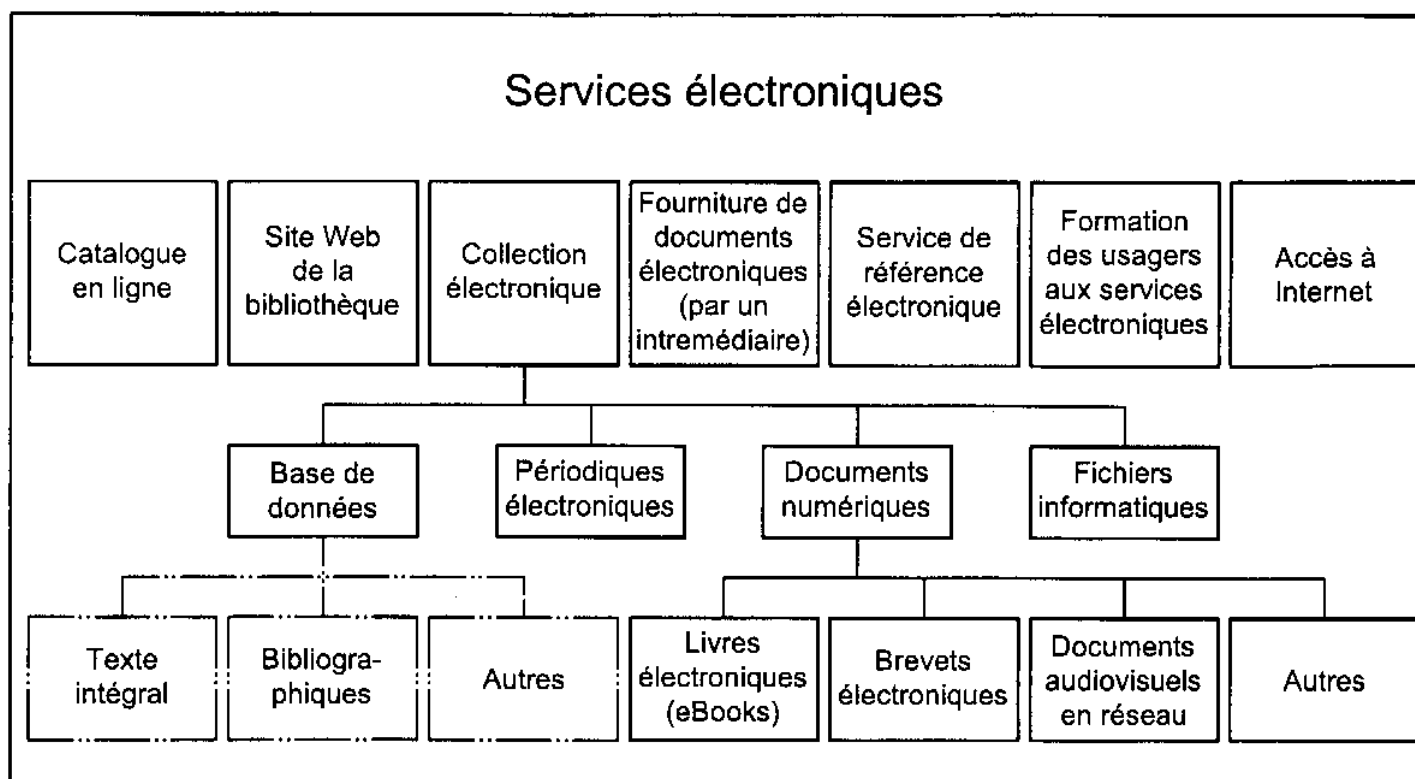 Services électroniques
Catalogue
en ligne
Site Web
de la
bibliothèque
Collection
électronique
Fourniture de
documents
électroniques
(par un
intremédiaire)
Service de
référence
électronique
Formation
des usagers
aux services
électroniques
Accès à
Internet
Base de
données
Périodiques
électroniques
Documents
numériques
Fichiers
informatiques
Texte
intégral
Bibliogra-
phiques
Autres
Livres
électroniques
(eBooks)
Brevets
électroniques
Documents
audiovisuels
en réseau
Autres